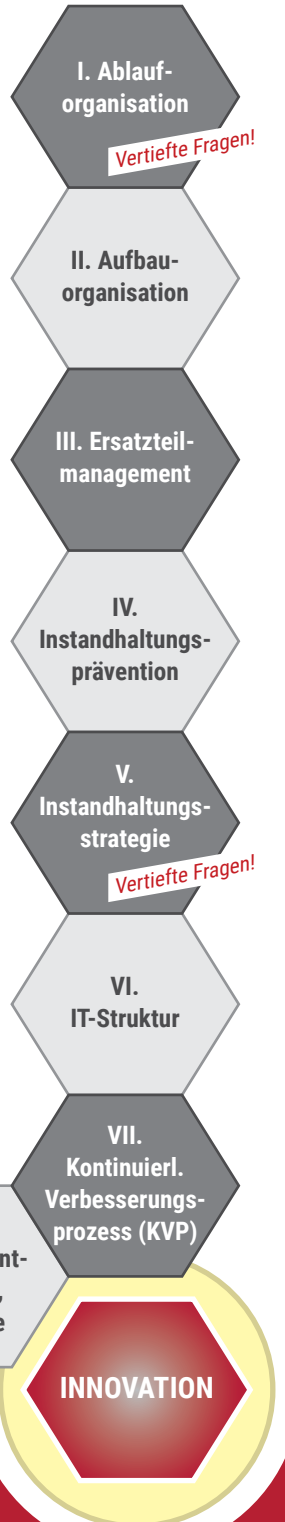 I. Ablauf-
organisation
Vertiefte Fragen!
II. Aufbau-
organisation
III. Ersatzteil-
management
IV.
Instandhaltungs-
prävention
V.
Instandhaltungs-
strategie
Vertiefte Fragen!
VI.
IT-Struktur
VII.
Kontinuierl.
Verbesserungs-
prozess (KVP)
INNOVATION